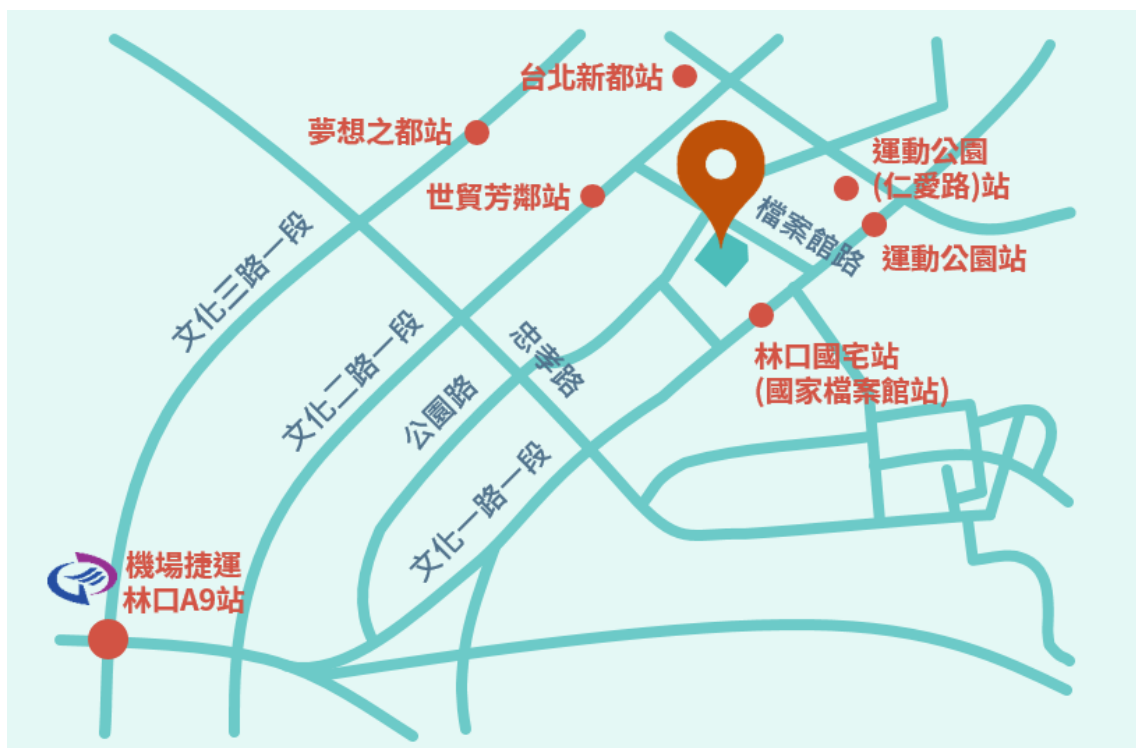 台北新都站
夢想之都站
世貿芳鄰站
運動公園
(仁愛路)站
運動公園站
檔案館路
文化三路一段
文化二路一段
忠孝路
公園路
林口國宅站
(國家檔案館站)
文化一路一段
機場捷運
林口A9站